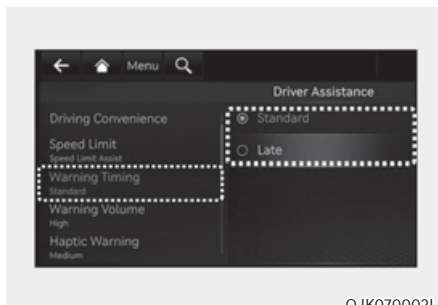 Menu
Driver Assistance
Driving Convenience
Speed Limit
Speed Limit Assist
Warning Timing
Standard
Warning Volume
High
Haptic Warning
Medium
Standard
Late